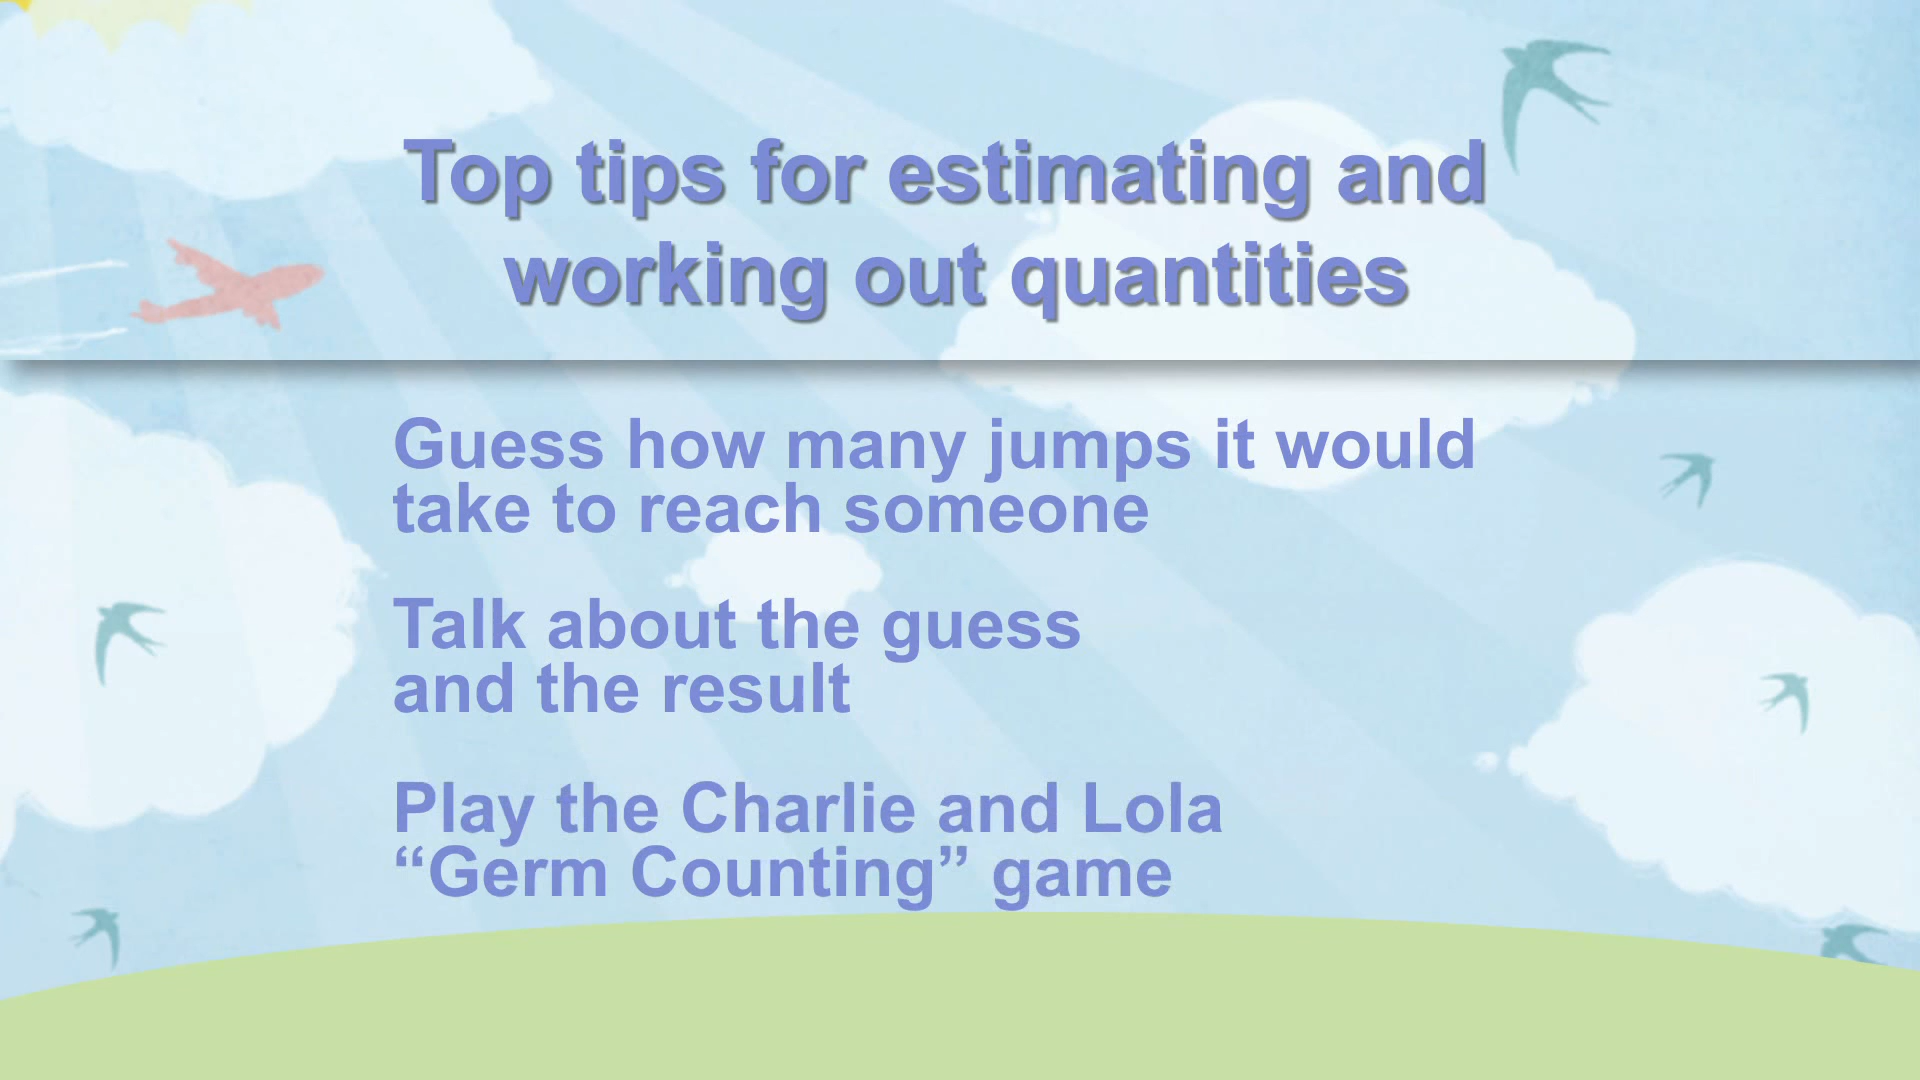 Top tips for estimating and
working out quantities
Guess how many jumps it would
take to reach someone
Talk about the guess
and the result
Play the Charlie and Lola
“Germ Counting” game